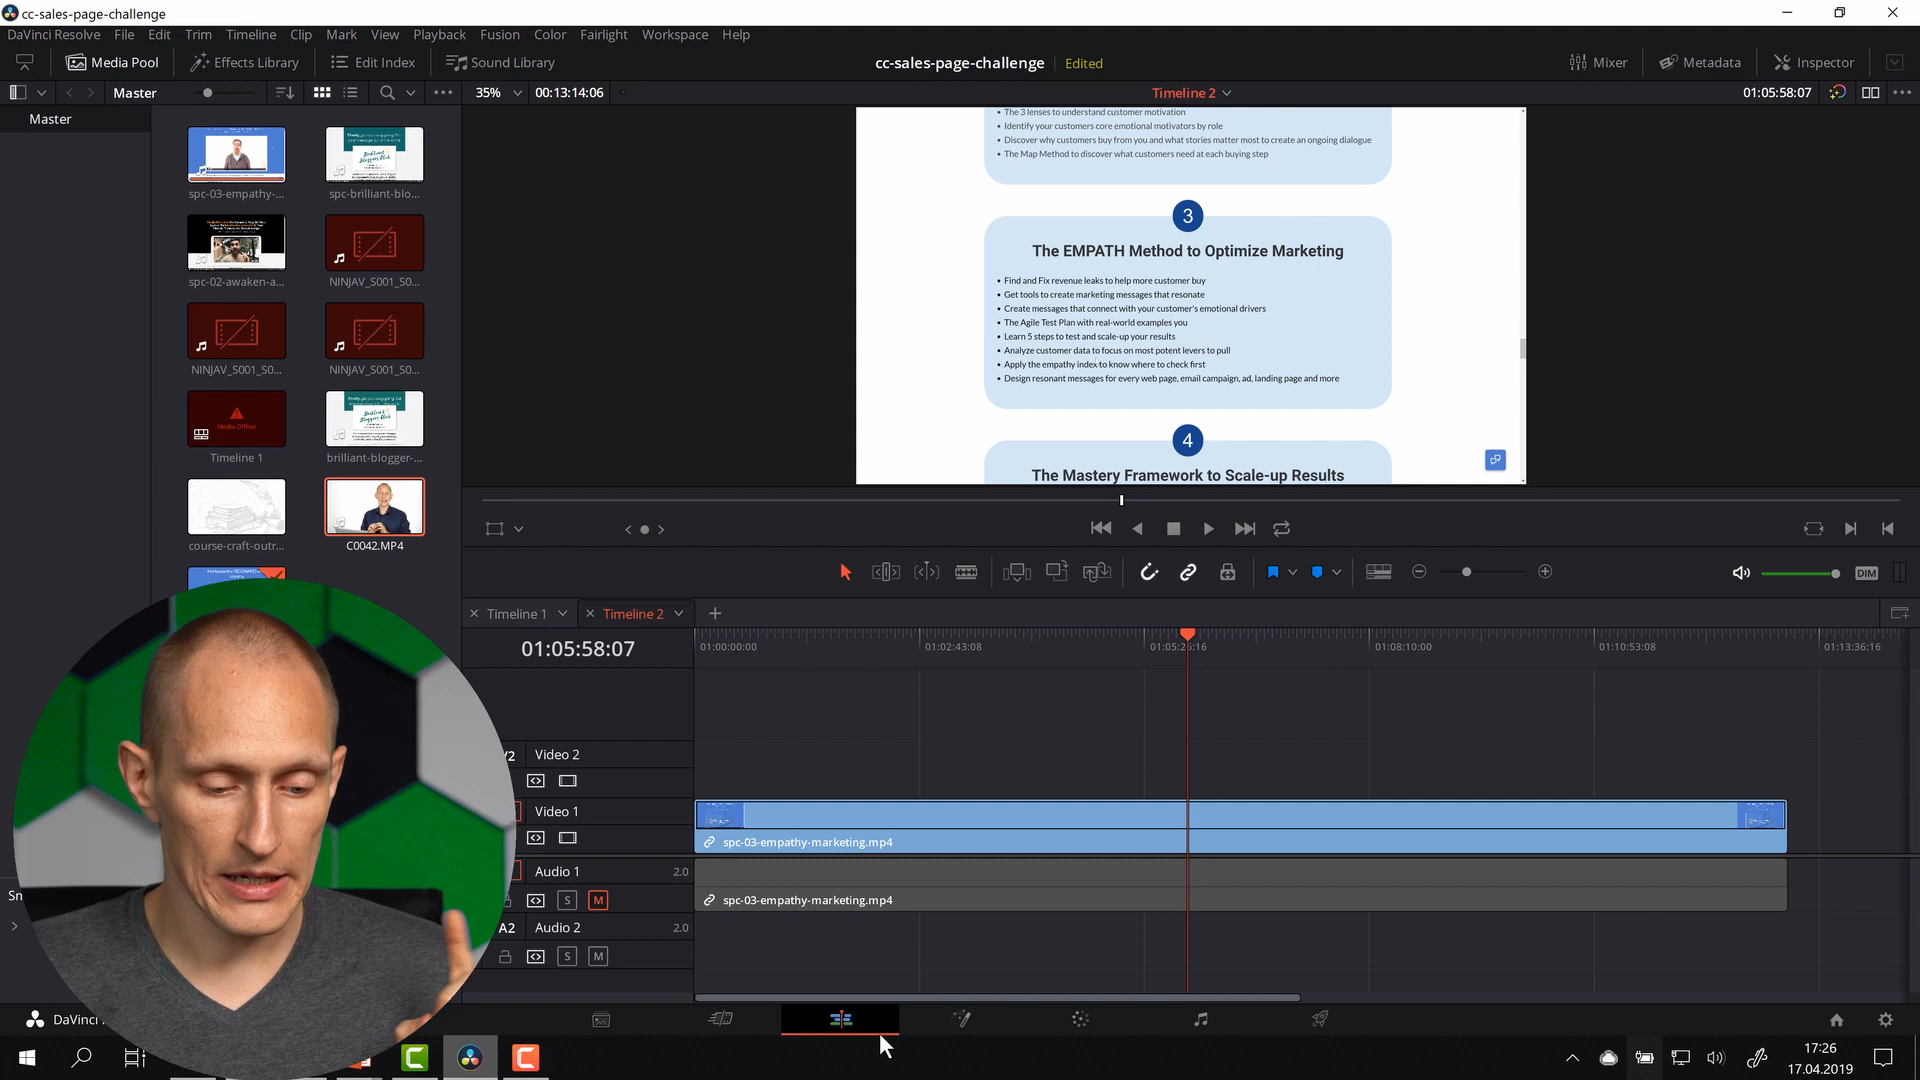 cc-sales-page-challenge
DaVinci Resolve File Edit Trim Timeline Clip Mark View Playback Fusion Color Fairlight Workspace Help
Media Pool Effects Library Edit Index Sound Library cc-sales-page-challenge Edited Mixer Metadata Inspector
Master 35% 00:13:14:06 Timeline 2 01:05:58:07
Master
spc-03-empathy-... spc-brilliant-blo...
spc-02-awaken-a... NINJAV_S001_S0...
NINJAV_S001_S0... NINJAV_S001_S0...
Media Offline
Timeline 1 brilliant-blogger-...
course-craft-outr... C0042.MP4
• The 3 lenses to understand customer motivation
• Identify your customers core emotional motivators by role
• Discover why customers buy from you and what stories matter most to create an ongoing dialogue
• The Map Method to discover what customers need at each buying step
3
The EMPATH Method to Optimize Marketing
• Find and Fix revenue leaks to help more customer buy
• Get tools to create marketing messages that resonate
• Create messages that connect with your customer's emotional drivers
• The Agile Test Plan with real-world examples you
• Learn 5 steps to test and scale-up your results
• Analyze customer data to focus on most potent levers to pull
• Apply the empathy index to know where to check first
• Design resonant messages for every web page, email campaign, ad, landing page and more
4
The Mastery Framework to Scale-up Results
DIM
Timeline 1 Timeline 2
01:05:58:07
01:00:00:00 01:02:43:08 01:05:26:16 01:08:10:00 01:10:53:08 01:13:36:16
Video 2
Video 1
spc-03-empathy-marketing.mp4
Audio 1 2.0
S M
spc-03-empathy-marketing.mp4
A2 Audio 2 2.0
S M
17:26
17.04.2019